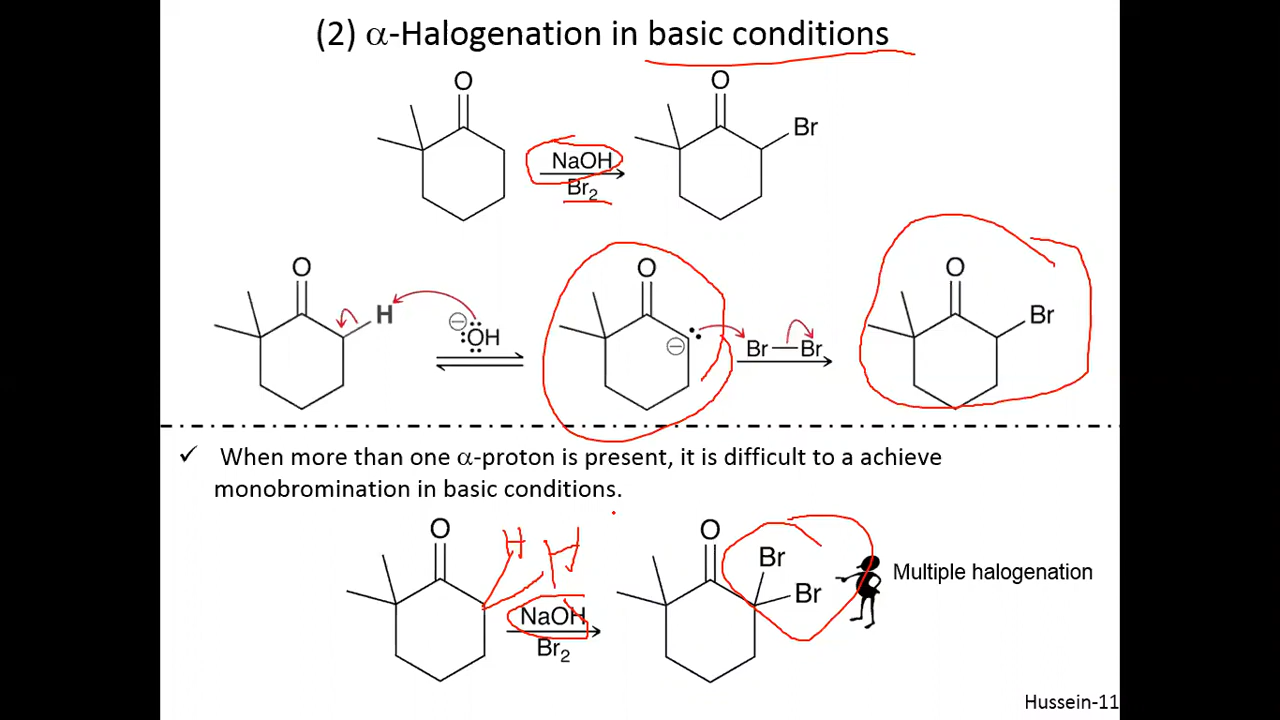 (2) α-Halogenation in basic conditions
O
O
Br
NaOH
Br2
O
H
⊖
:OH
O
⊖
Br—Br
O
Br
✓ When more than one α-proton is present, it is difficult to a achieve
monobromination in basic conditions.
O
H
H
NaOH
Br2
O
Br
Br
Multiple halogenation
Hussein-11